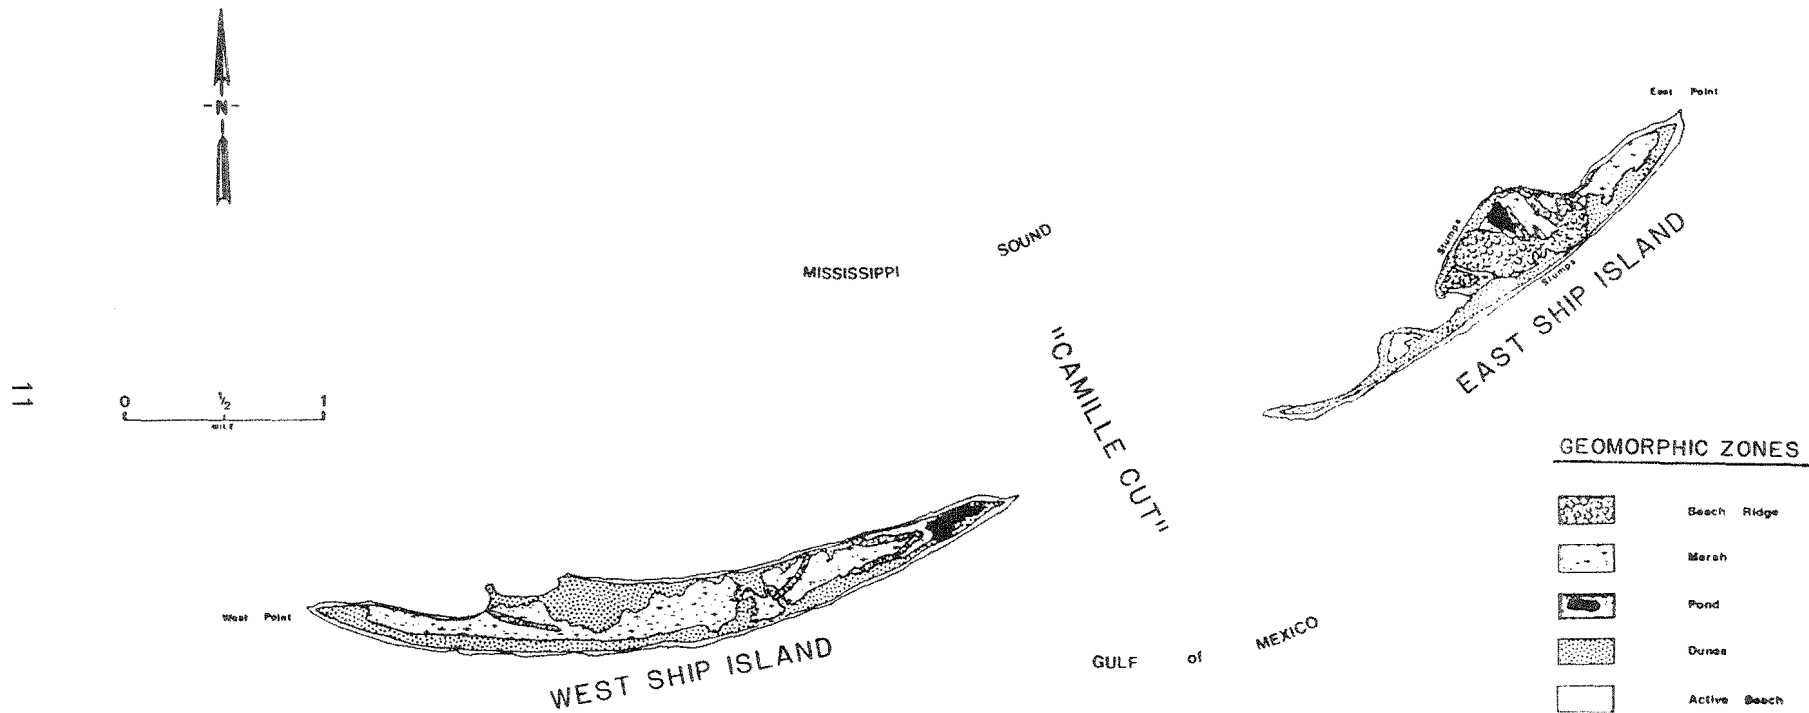 N
East Point
SOUND
MISSISSIPPI
Stumps
Stumps
EAST SHIP ISLAND
"CAMILLE CUT"
11
0 ½ 1
MILE
GEOMORPHIC ZONES
Beach Ridge
Marsh
Pond
Dunes
Active Beach
West Point
WEST SHIP ISLAND
GULF of MEXICO